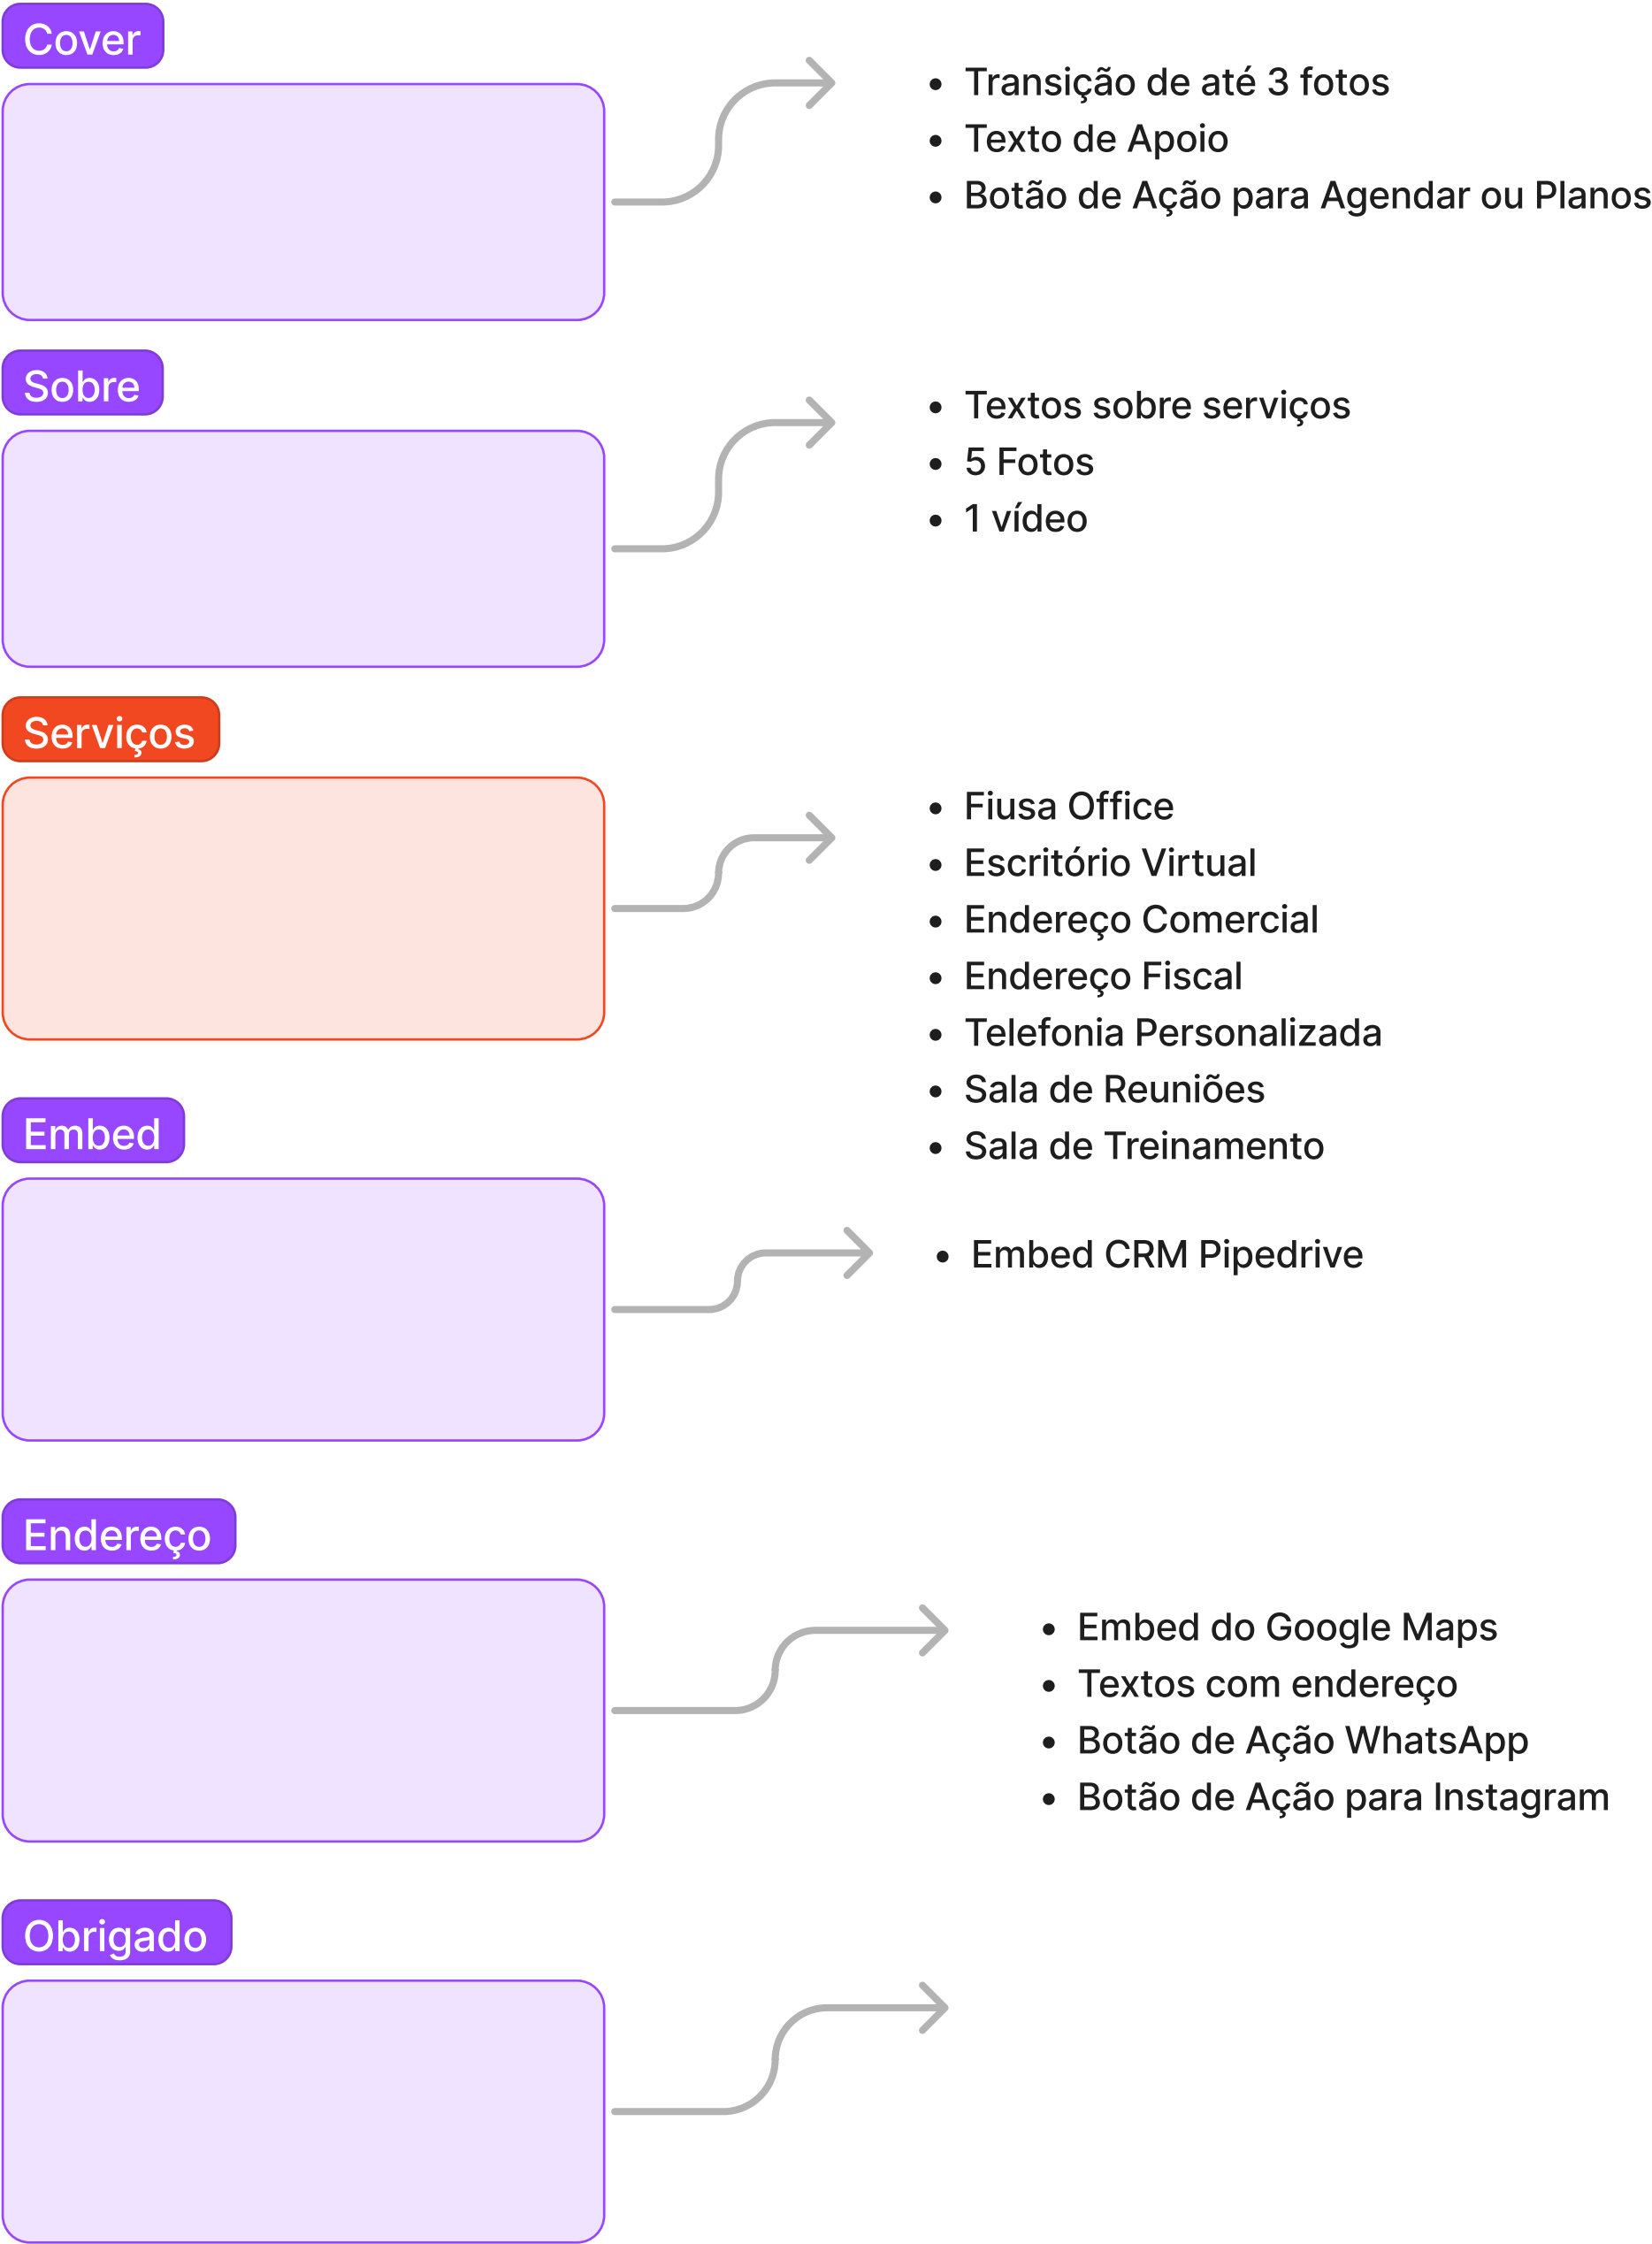 Cover
• Transição de até 3 fotos
• Texto de Apoio
• Botão de Ação para Agendar ou Planos
Sobre
• Textos sobre serviços
• 5 Fotos
• 1 vídeo
Serviços
• Fiusa Office
• Escritório Virtual
• Endereço Comercial
• Endereço Fiscal
• Telefonia Personalizada
• Sala de Reuniões
• Sala de Treinamento
Embed
• Embed CRM Pipedrive
Endereço
• Embed do Google Maps
• Textos com endereço
• Botão de Ação WhatsApp
• Botão de Ação para Instagram
Obrigado